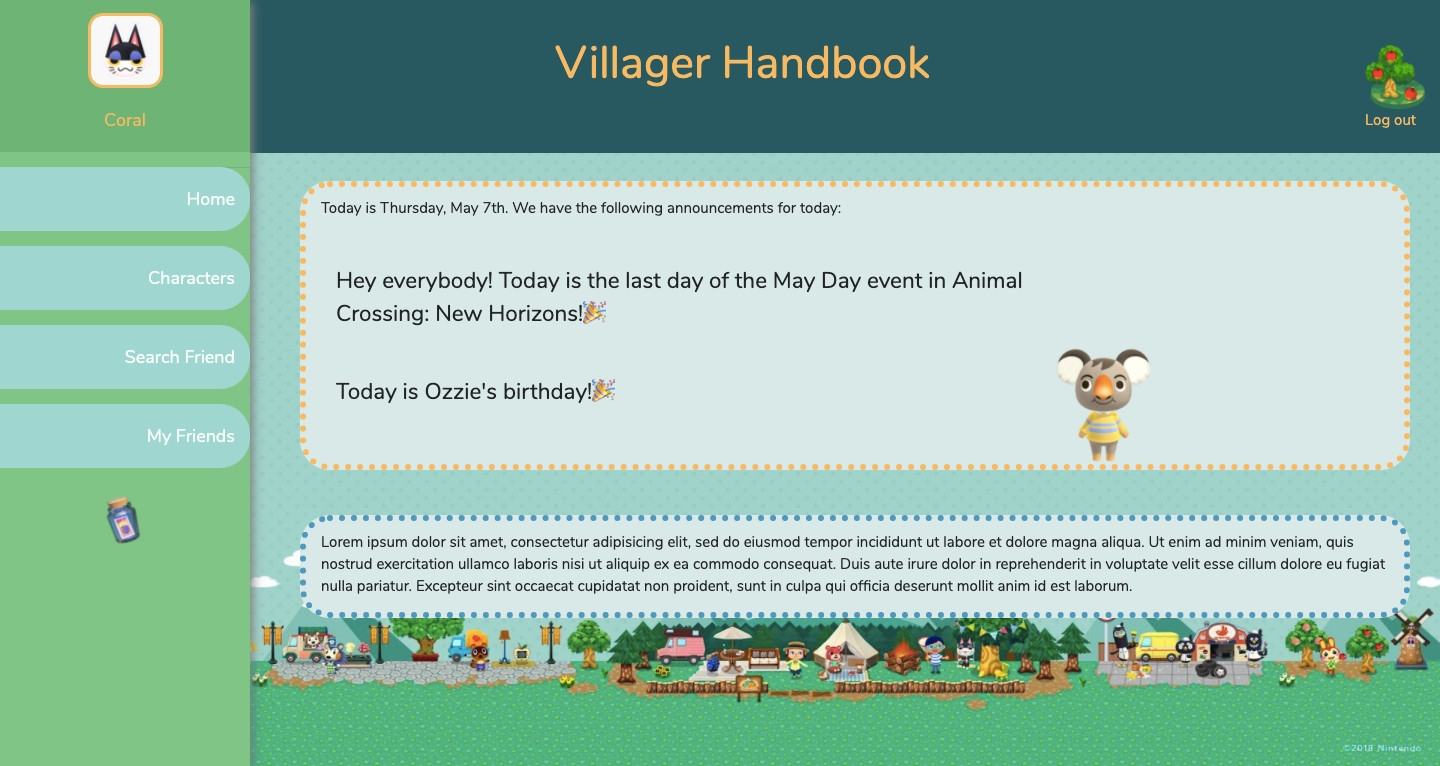 Villager Handbook
Coral
Log out
Home
Characters
Search Friend
My Friends
Today is Thursday, May 7th. We have the following announcements for today:
Hey everybody! Today is the last day of the May Day event in Animal
Crossing: New Horizons!🎉
Today is Ozzie's birthday!🎉
Lorem ipsum dolor sit amet, consectetur adipisicing elit, sed do eiusmod tempor incididunt ut labore et dolore magna aliqua. Ut enim ad minim veniam, quis
nostrud exercitation ullamco laboris nisi ut aliquip ex ea commodo consequat. Duis aute irure dolor in reprehenderit in voluptate velit esse cillum dolore eu fugiat
nulla pariatur. Excepteur sint occaecat cupidatat non proident, sunt in culpa qui officia deserunt mollit anim id est laborum.
©2018 Nintendo